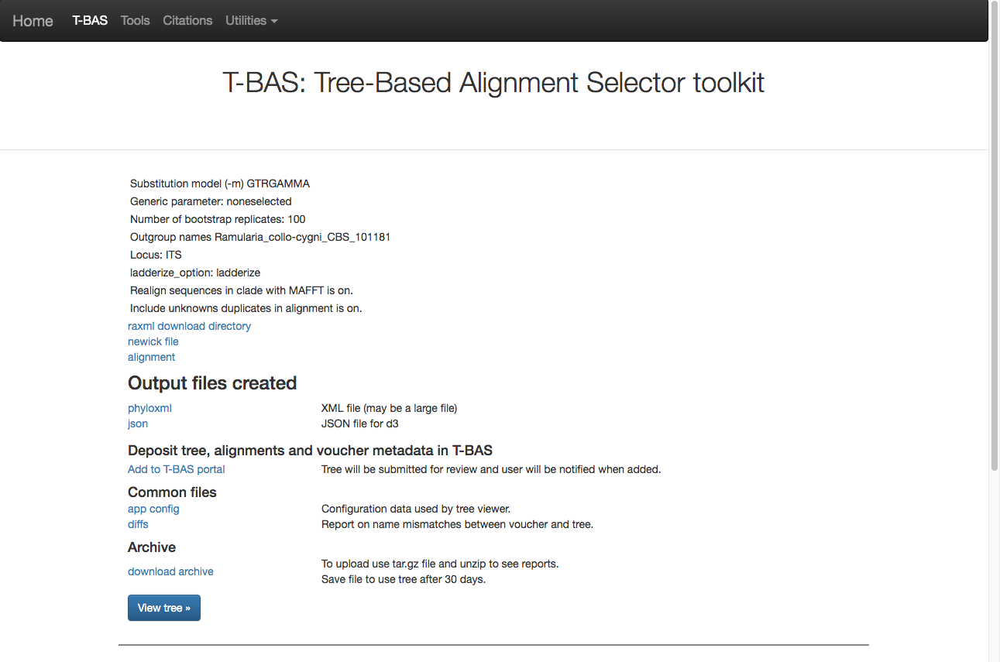 Home T-BAS Tools Citations Utilities
T-BAS: Tree-Based Alignment Selector toolkit
Substitution model (-m) GTRGAMMA
Generic parameter: noneselected
Number of bootstrap replicates: 100
Outgroup names Ramularia_collo-cygni_CBS_101181
Locus: ITS
ladderize_option: ladderize
Realign sequences in clade with MAFFT is on.
Include unknowns duplicates in alignment is on.
raxml download directory
newick file
alignment
Output files created
phyloxml XML file (may be a large file)
json JSON file for d3
Deposit tree, alignments and voucher metadata in T-BAS
Add to T-BAS portal Tree will be submitted for review and user will be notified when added.
Common files
app config Configuration data used by tree viewer.
diffs Report on name mismatches between voucher and tree.
Archive
download archive To upload use tar.gz file and unzip to see reports.
Save file to use tree after 30 days.
View tree »